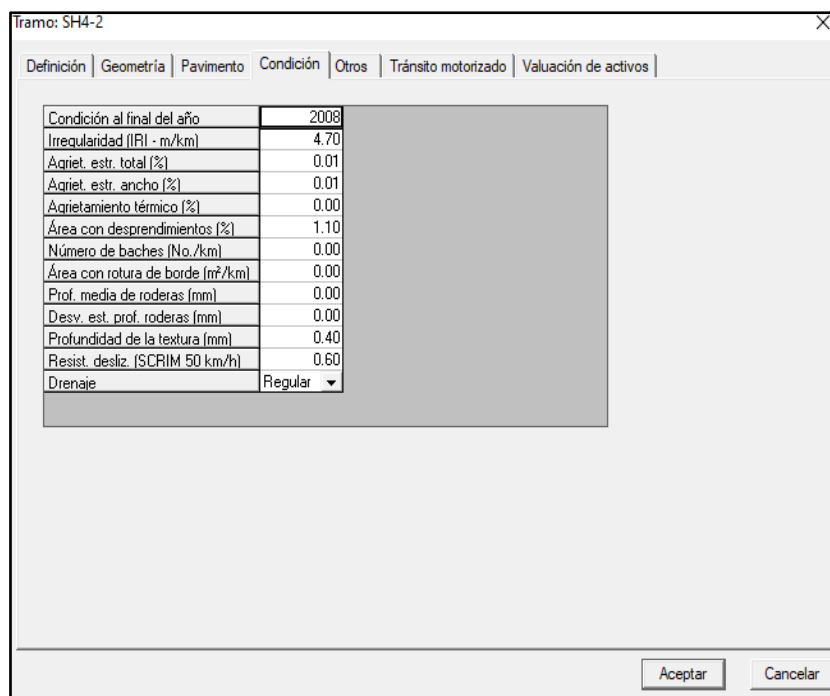 Tramo: SH4-2
Definición Geometría Pavimento Condición Otros Tránsito motorizado Valuación de activos
Condición al final del año 2008
Irregularidad (IRI - m/km) 4.70
Agriet. estr. total (%) 0.01
Agriet. estr. ancho (%) 0.01
Agrietamiento térmico (%) 0.00
Área con desprendimientos (%) 1.10
Número de baches (No./km) 0.00
Área con rotura de borde (m²/km) 0.00
Prof. media de roderas (mm) 0.00
Desv. est. prof. roderas (mm) 0.00
Profundidad de la textura (mm) 0.40
Resist. desliz. (SCRIM 50 km/h) 0.60
Drenaje Regular
Aceptar Cancelar